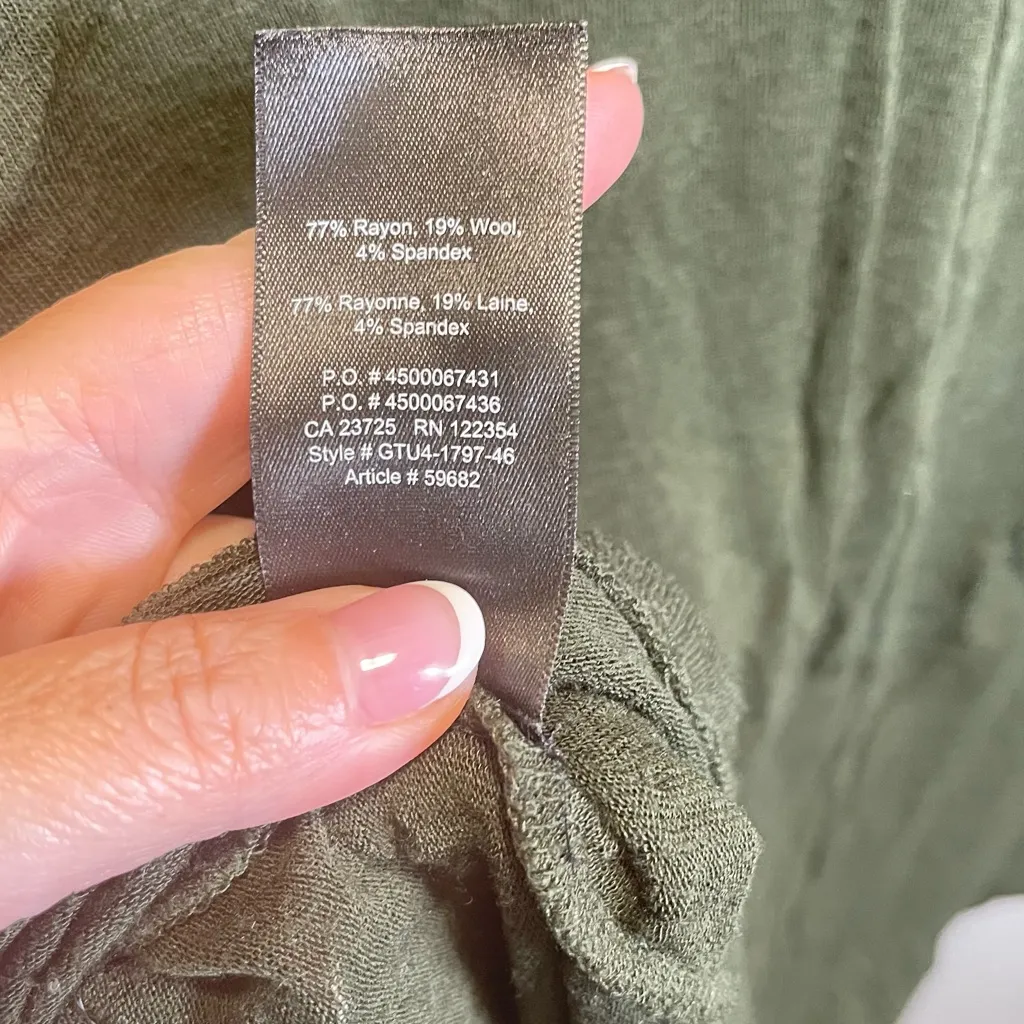 77% Rayon, 19% Wool,
4% Spandex
77% Rayonne, 19% Laine,
4% Spandex
P.O. # 4500067431
P.O. # 4500067436
CA 23725 RN 122354
Style # GTU4-1797-46
Article # 59682